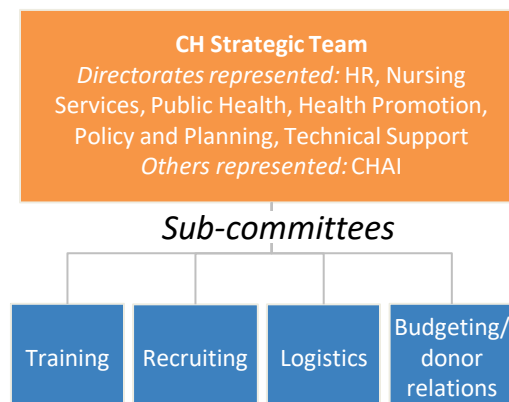 CH Strategic Team
Directorates represented: HR, Nursing
Services, Public Health, Health Promotion,
Policy and Planning, Technical Support
Others represented: CHAI
Sub-committees
Training
Recruiting
Logistics
Budgeting/
donor
relations